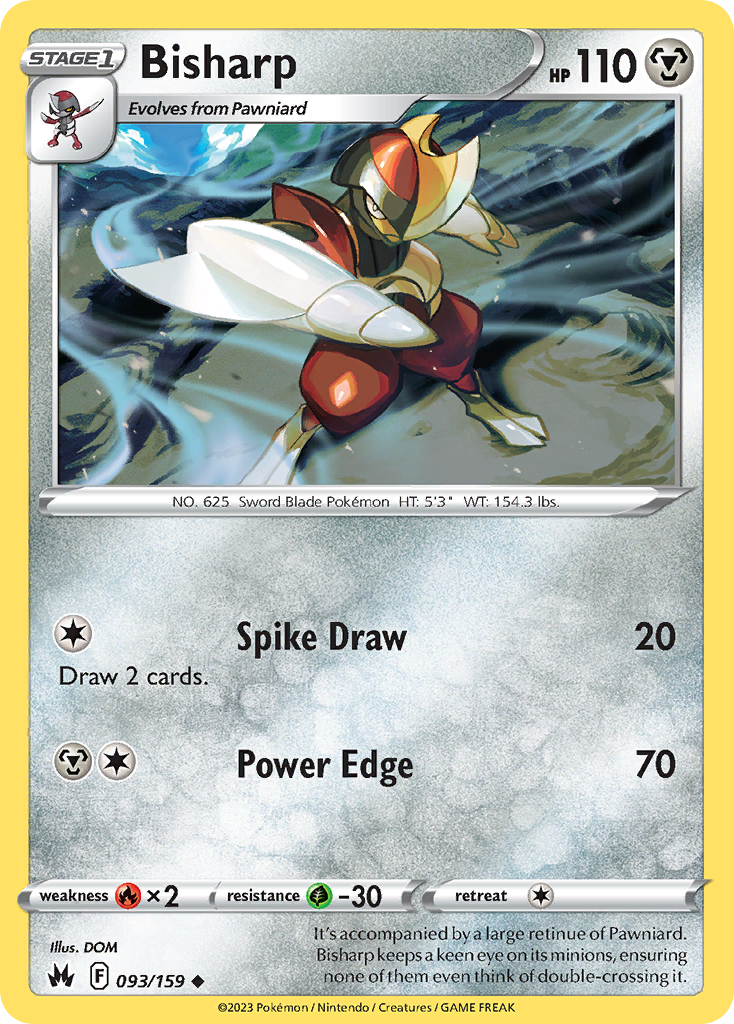 STAGE1
Bisharp
HP 110
Evolves from Pawniard
NO. 625 Sword Blade Pokémon HT: 5'3" WT: 154.3 lbs.
Spike Draw 20
Draw 2 cards.
Power Edge 70
weakness ×2 resistance -30 retreat
Illus. DOM
It's accompanied by a large retinue of Pawniard.
Bisharp keeps a keen eye on its minions, ensuring
none of them even think of double-crossing it.
F 093/159
©2023 Pokémon / Nintendo / Creatures / GAME FREAK